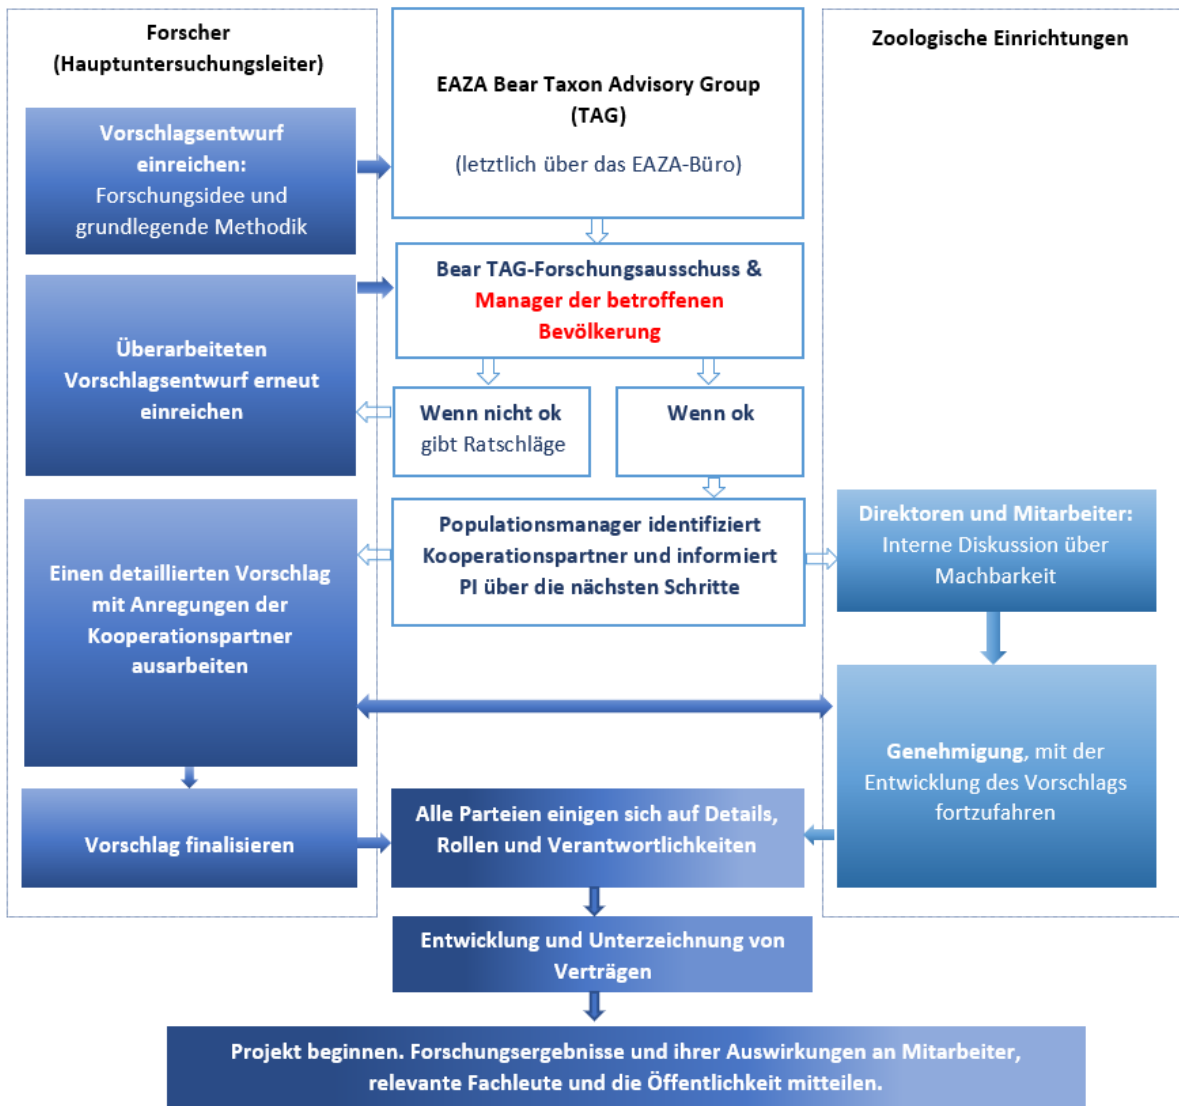 Forscher
(Hauptuntersuchungsleiter)
EAZA Bear Taxon Advisory Group
(TAG)
(letztlich über das EAZA-Büro)
Zoologische Einrichtungen
Vorschlagsentwurf
einreichen:
Forschungsidee und
grundlegende Methodik
Bear TAG-Forschungsausschuss &
Manager der betroffenen
Bevölkerung
Überarbeiteten
Vorschlagsentwurf erneut
einreichen
Wenn nicht ok
gibt Ratschläge
Wenn ok
Populationsmanager identifiziert
Kooperationspartner und informiert
PI über die nächsten Schritte
Direktoren und Mitarbeiter:
Interne Diskussion über
Machbarkeit
Einen detaillierten Vorschlag
mit Anregungen der
Kooperationspartner
ausarbeiten
Genehmigung, mit der
Entwicklung des Vorschlags
fortzufahren
Vorschlag finalisieren
Alle Parteien einigen sich auf Details,
Rollen und Verantwortlichkeiten
Entwicklung und Unterzeichnung von
Verträgen
Projekt beginnen. Forschungsergebnisse und ihrer Auswirkungen an Mitarbeiter,
relevante Fachleute und die Öffentlichkeit mitteilen.